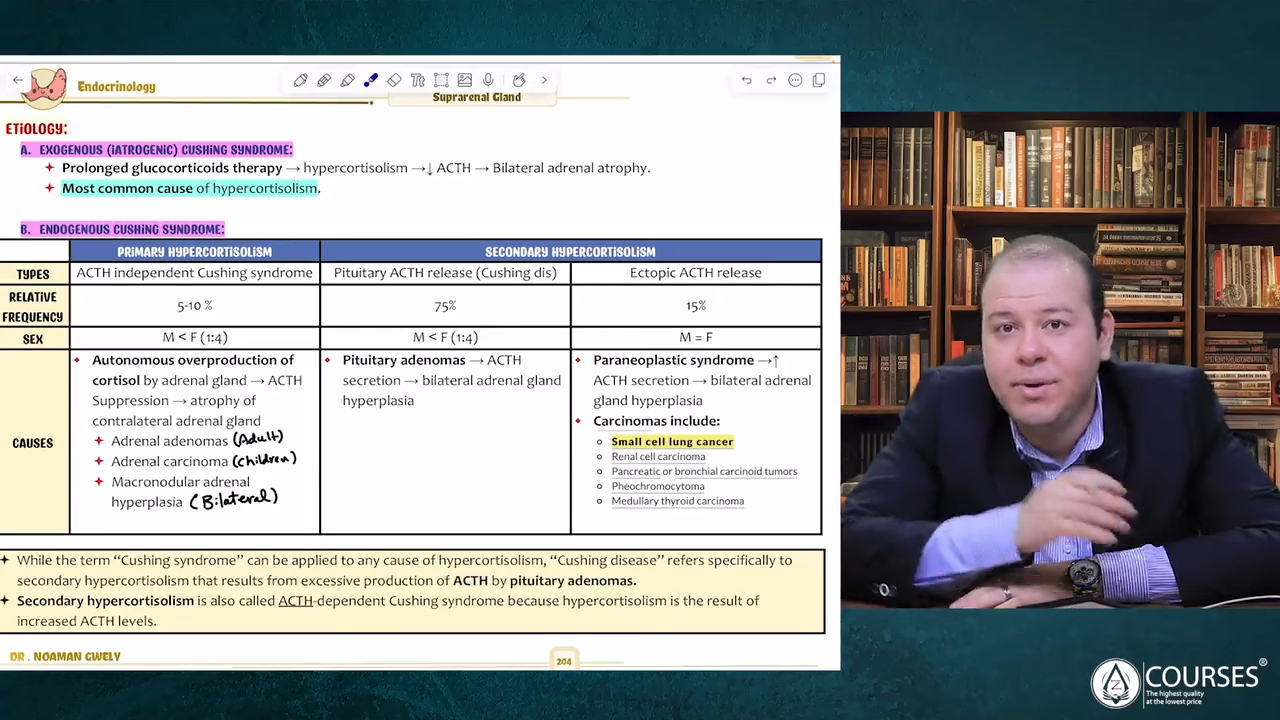 Endocrinology
Suprarenal Gland
ETIOLOGY:
A. EXOGENOUS (IATROGENIC) CUSHING SYNDROME:
Prolonged glucocorticoids therapy → hypercortisolism →↓ ACTH → Bilateral adrenal atrophy.
Most common cause of hypercortisolism.
B. ENDOGENOUS CUSHING SYNDROME:
PRIMARY HYPERCORTISOLISM SECONDARY HYPERCORTISOLISM
TYPES ACTH independent Cushing syndrome Pituitary ACTH release (Cushing dis) Ectopic ACTH release
RELATIVE FREQUENCY 5-10 % 75% 15%
SEX M < F (1:4) M < F (1:4) M = F
CAUSES
Autonomous overproduction of
cortisol by adrenal gland → ACTH
Suppression → atrophy of
contralateral adrenal gland
Adrenal adenomas (Adult)
Adrenal carcinoma (children)
Macronodular adrenal
hyperplasia (Bilateral)
Pituitary adenomas → ACTH
secretion → bilateral adrenal gland
hyperplasia
Paraneoplastic syndrome →↑
ACTH secretion → bilateral adrenal
gland hyperplasia
Carcinomas include:
Small cell lung cancer
Renal cell carcinoma
Pancreatic or bronchial carcinoid tumors
Pheochromocytoma
Medullary thyroid carcinoma
While the term “Cushing syndrome” can be applied to any cause of hypercortisolism, “Cushing disease” refers specifically to
secondary hypercortisolism that results from excessive production of ACTH by pituitary adenomas.
Secondary hypercortisolism is also called ACTH-dependent Cushing syndrome because hypercortisolism is the result of
increased ACTH levels.
DR . NOAMAN GWELY
204
COURSES®
The highest quality
at the lowest price